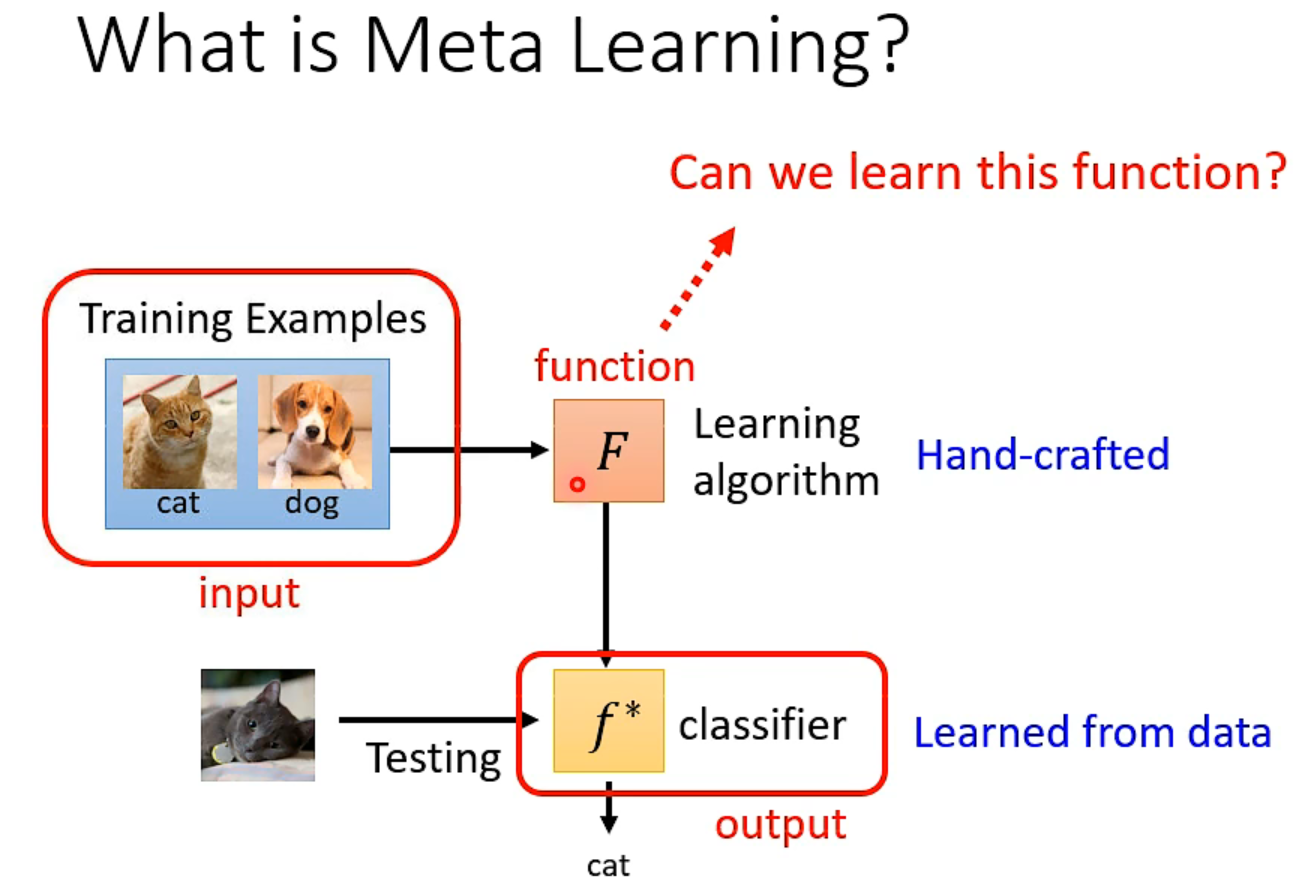 What is Meta Learning?
Can we learn this function?
Training Examples
function
cat
dog
F
Learning
algorithm
Hand-crafted
input
f*
classifier
Learned from data
Testing
output
cat